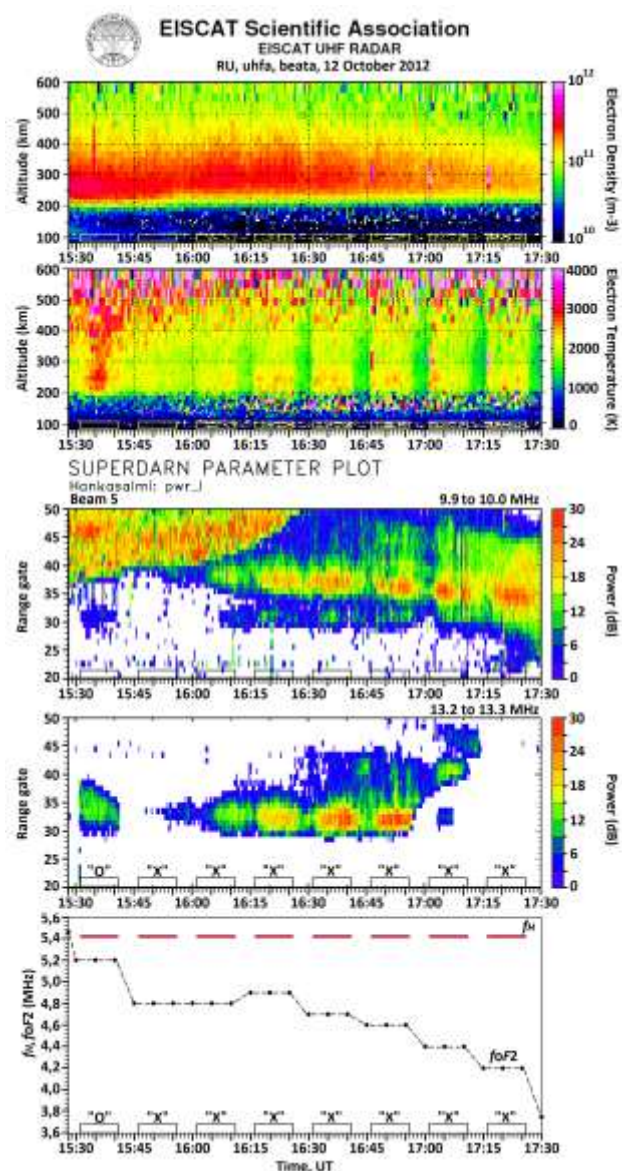 EISCAT Scientific Association
EISCAT UHF RADAR
RU, uhfa, beata, 12 October 2012
600
500
400
300
200
100
Altitude (km)
10^12
10^11
10^10
Electron Density (m-3)
15:30 15:45 16:00 16:15 16:30 16:45 17:00 17:15 17:30
600
500
400
300
200
100
Altitude (km)
4000
3000
2000
1000
0
Electron Temperature (K)
15:30 15:45 16:00 16:15 16:30 16:45 17:00 17:15 17:30
SUPERDARN PARAMETER PLOT
Hankasalmi: pwr_l
Beam 5 9.9 to 10.0 MHz
50
45
40
35
30
25
20
Range gate
30
24
18
12
6
0
Power (dB)
15:30 15:45 16:00 16:15 16:30 16:45 17:00 17:15 17:30
13.2 to 13.3 MHz
50
45
40
35
30
25
20
Range gate
30
24
18
12
6
0
Power (dB)
"O" "X" "X" "X" "X" "X" "X" "X"
15:30 15:45 16:00 16:15 16:30 16:45 17:00 17:15 17:30
5,6
5,4
5,2
5,0
4,8
4,6
4,4
4,2
4,0
3,8
3,6
fH, foF2 (MHz)
fH
foF2
"O" "X" "X" "X" "X" "X" "X" "X"
15:30 15:45 16:00 16:15 16:30 16:45 17:00 17:15 17:30
Time, UT